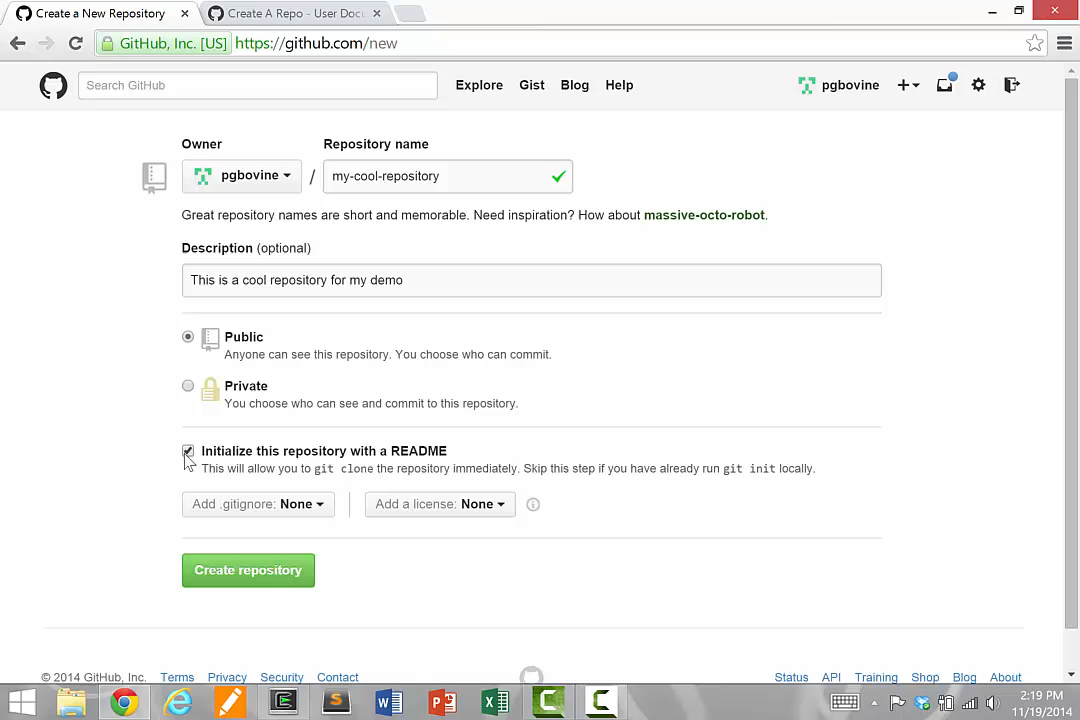 Create a New Repository
Create A Repo - User Docu
GitHub, Inc. [US] https://github.com/new
Search GitHub
Explore Gist Blog Help
pgbovine
Owner
Repository name
pgbovine / my-cool-repository
Great repository names are short and memorable. Need inspiration? How about massive-octo-robot.
Description (optional)
This is a cool repository for my demo
Public
Anyone can see this repository. You choose who can commit.
Private
You choose who can see and commit to this repository.
Initialize this repository with a README
This will allow you to git clone the repository immediately. Skip this step if you have already run git init locally.
Add .gitignore: None
Add a license: None
Create repository
© 2014 GitHub, Inc. Terms Privacy Security Contact
Status API Training Shop Blog About
2:19 PM
11/19/2014